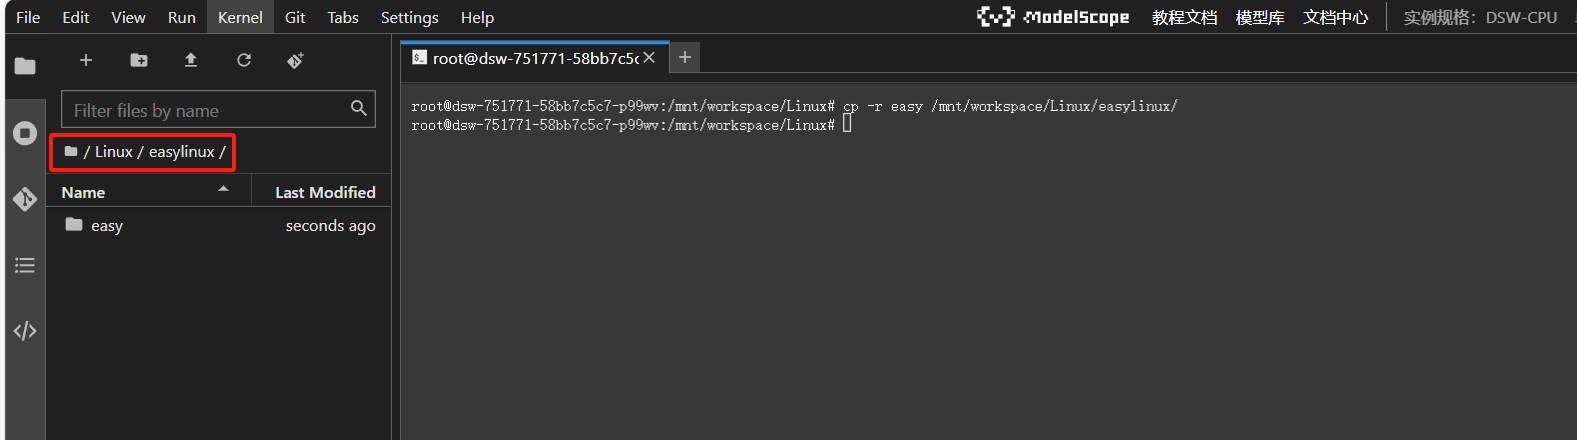 File Edit View Run Kernel Git Tabs Settings Help ModelScope 教程文档 模型库 文档中心 实例规格：DSW-CPU
Filter files by name
/ Linux / easylinux /
Name Last Modified
easy seconds ago
root@dsw-751771-58bb7c5c
root@dsw-751771-58bb7c5c7-p99wv:/mnt/workspace/Linux# cp -r easy /mnt/workspace/Linux/easylinux/
root@dsw-751771-58bb7c5c7-p99wv:/mnt/workspace/Linux#